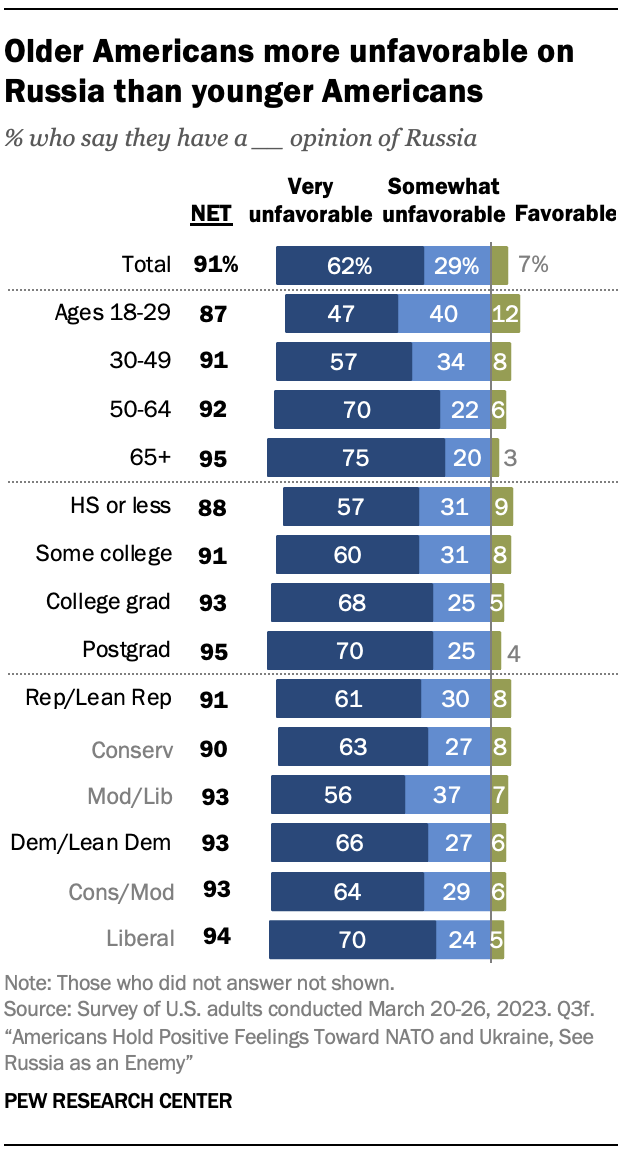 Older Americans more unfavorable on
Russia than younger Americans
% who say they have a __ opinion of Russia
NET Very unfavorable Somewhat unfavorable Favorable
Total 91% 62% 29% 7%
Ages 18-29 87 47 40 12
30-49 91 57 34 8
50-64 92 70 22 6
65+ 95 75 20 3
HS or less 88 57 31 9
Some college 91 60 31 8
College grad 93 68 25 5
Postgrad 95 70 25 4
Rep/Lean Rep 91 61 30 8
Conserv 90 63 27 8
Mod/Lib 93 56 37 7
Dem/Lean Dem 93 66 27 6
Cons/Mod 93 64 29 6
Liberal 94 70 24 5
Note: Those who did not answer not shown.
Source: Survey of U.S. adults conducted March 20-26, 2023. Q3f.
“Americans Hold Positive Feelings Toward NATO and Ukraine, See
Russia as an Enemy”
PEW RESEARCH CENTER